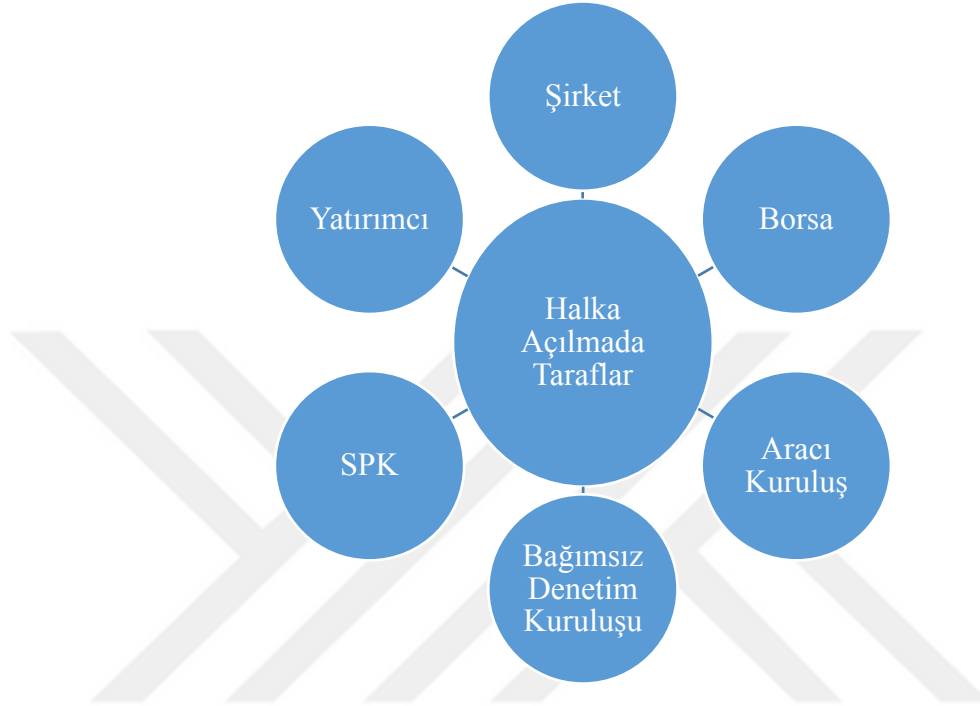 Şirket
Yatırımcı
Borsa
Halka
Açılmada
Taraflar
SPK
Aracı
Kuruluş
Bağımsız
Denetim
Kuruluşu